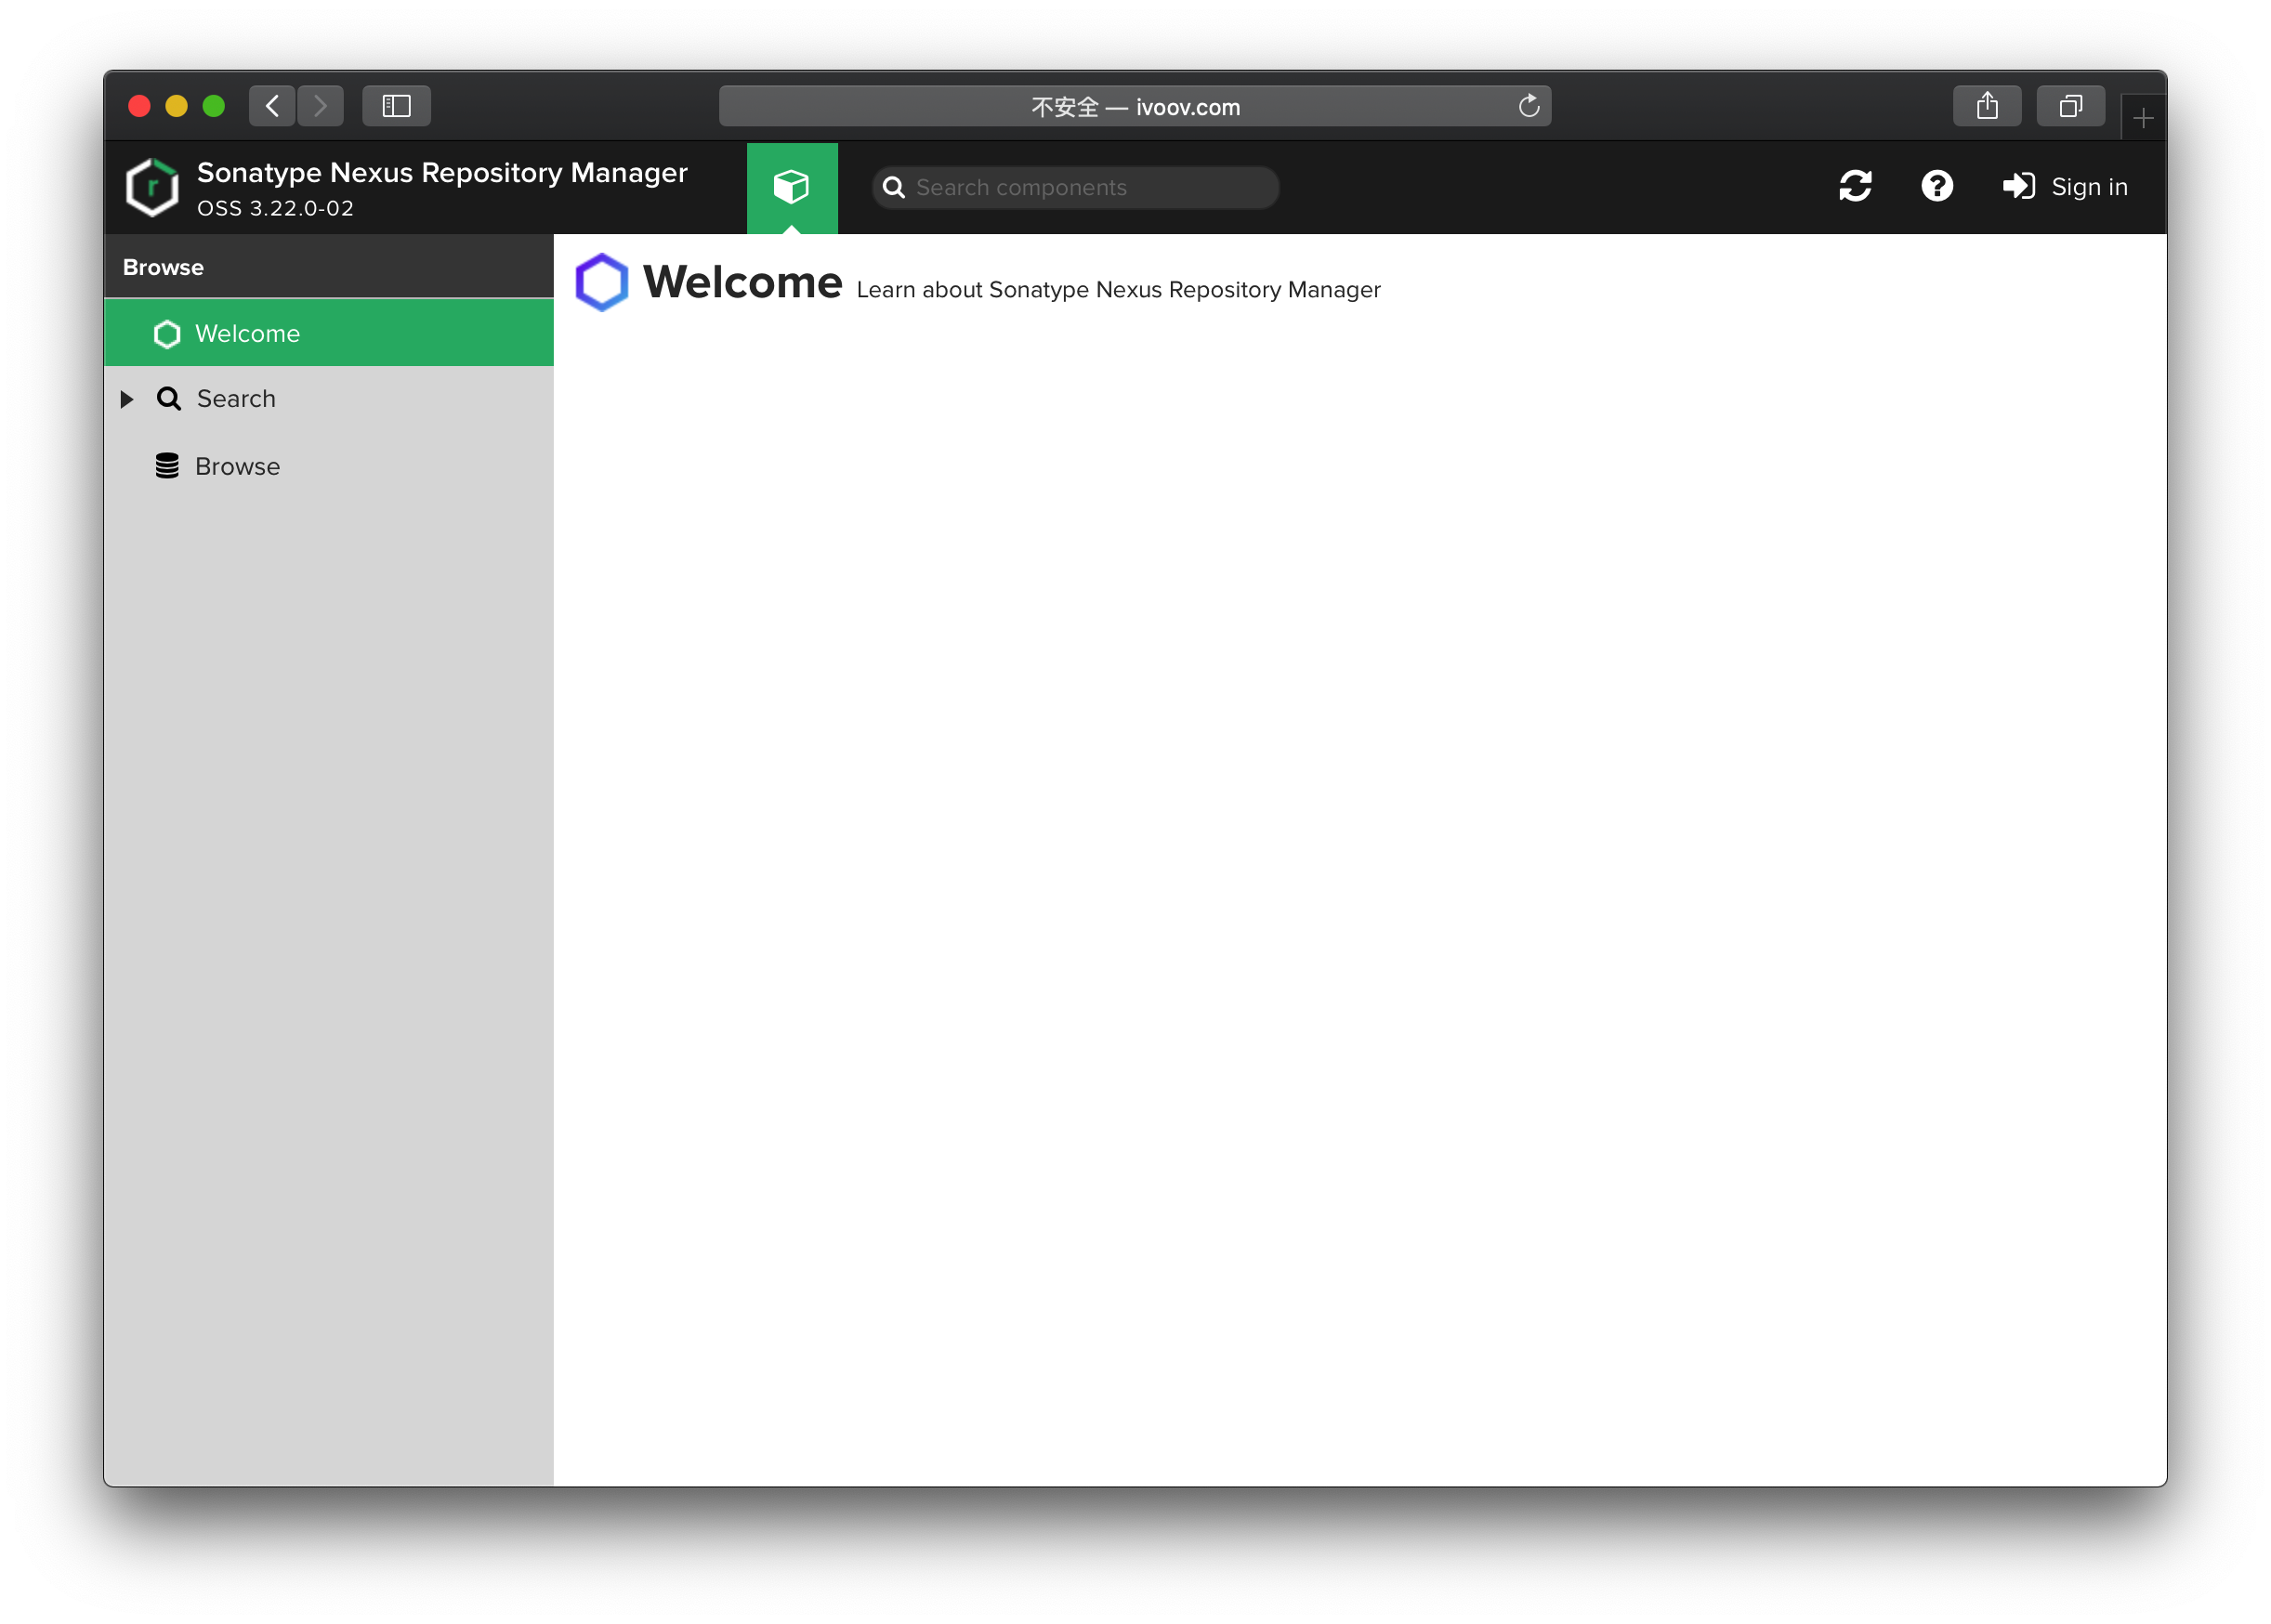 不安全 — ivoov.com
r
Sonatype Nexus Repository Manager
OSS 3.22.0-02
Search components
Sign in
Browse
Welcome
Search
Browse
Welcome Learn about Sonatype Nexus Repository Manager